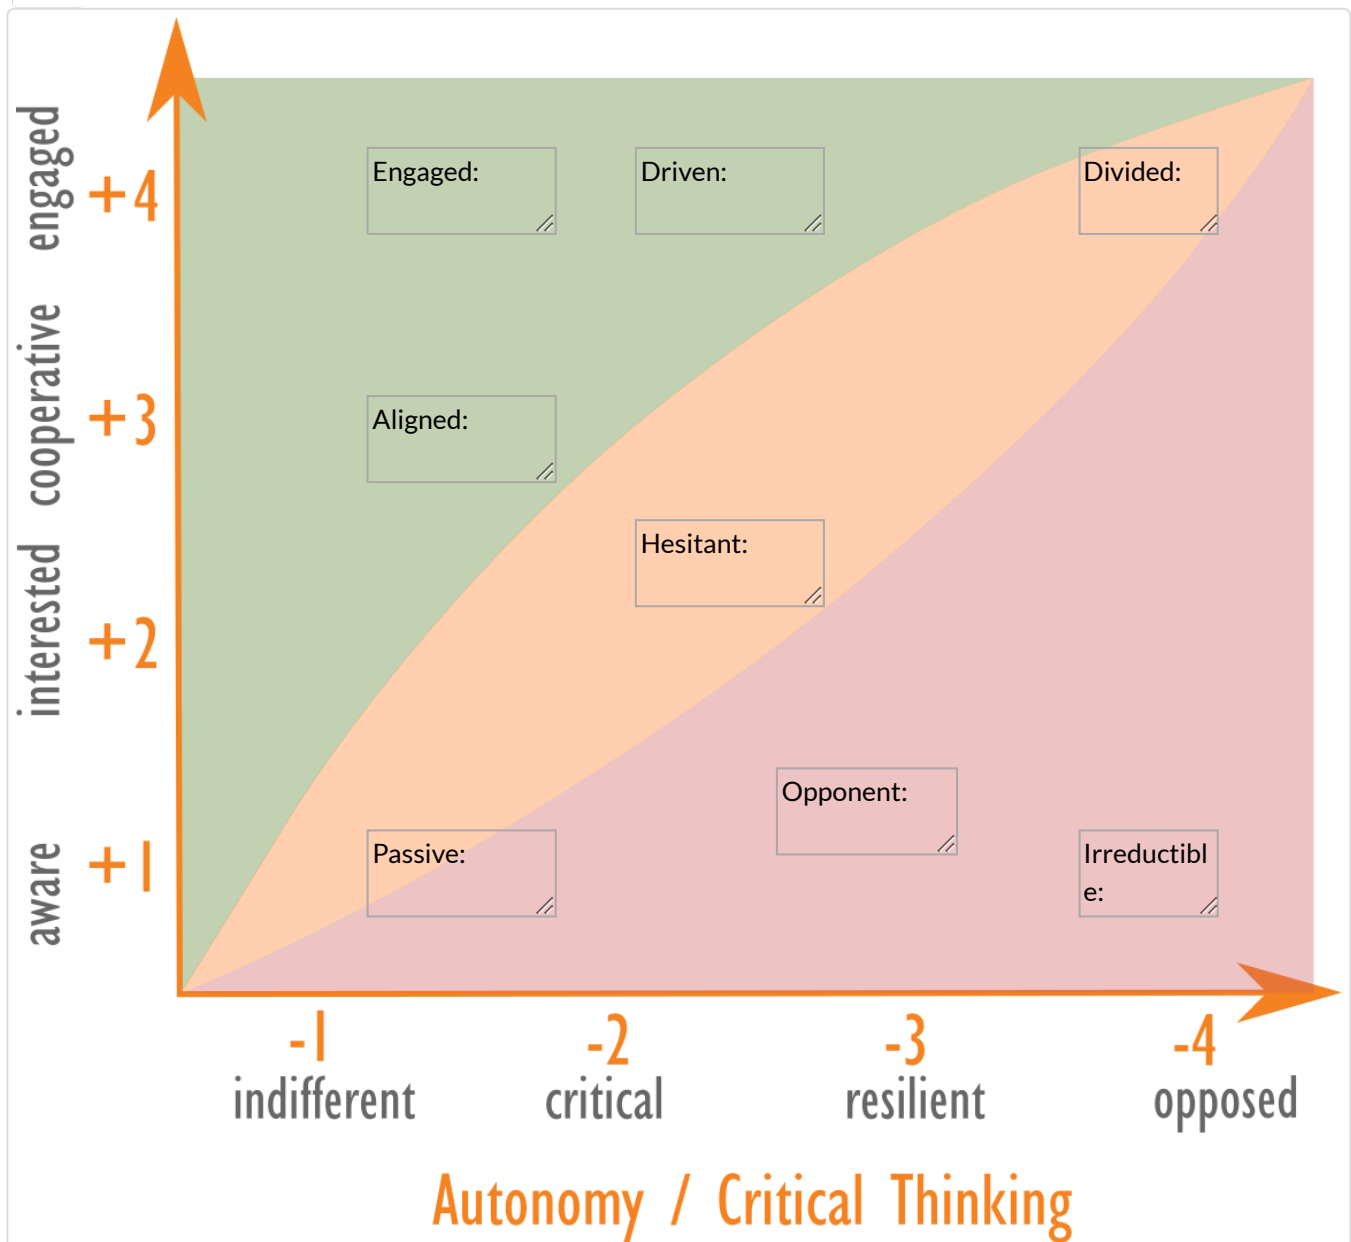 engaged
+4
Engaged:
Driven:
Divided:
cooperative
+3
Aligned:
Hesitant:
interested
+2
Opponent:
aware
+1
Passive:
Irreductibl
e:
-1
-2
-3
-4
indifferent
critical
resilient
opposed
Autonomy / Critical Thinking